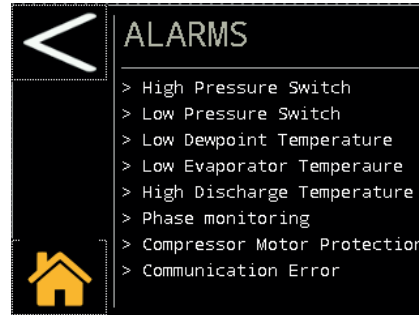 ALARMS
> High Pressure Switch
> Low Pressure Switch
> Low Dewpoint Temperature
> Low Evaporator Temperaure
> High Discharge Temperature
> Phase monitoring
> Compressor Motor Protection
> Communication Error